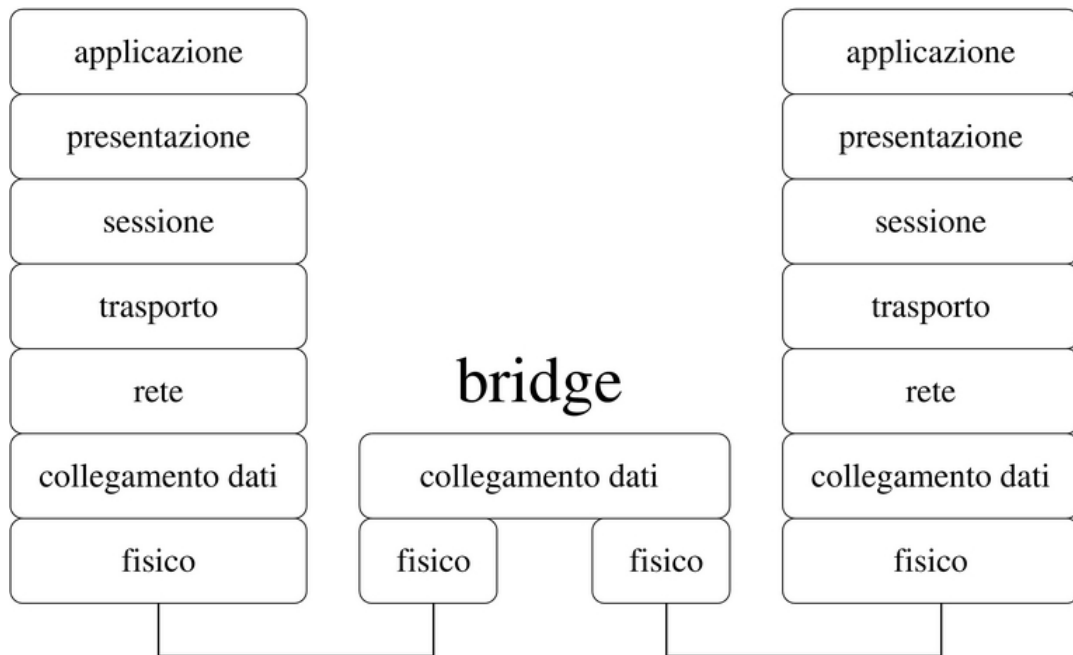 applicazione
presentazione
sessione
trasporto
rete
collegamento dati
fisico
bridge
collegamento dati
fisico
fisico
applicazione
presentazione
sessione
trasporto
rete
collegamento dati
fisico